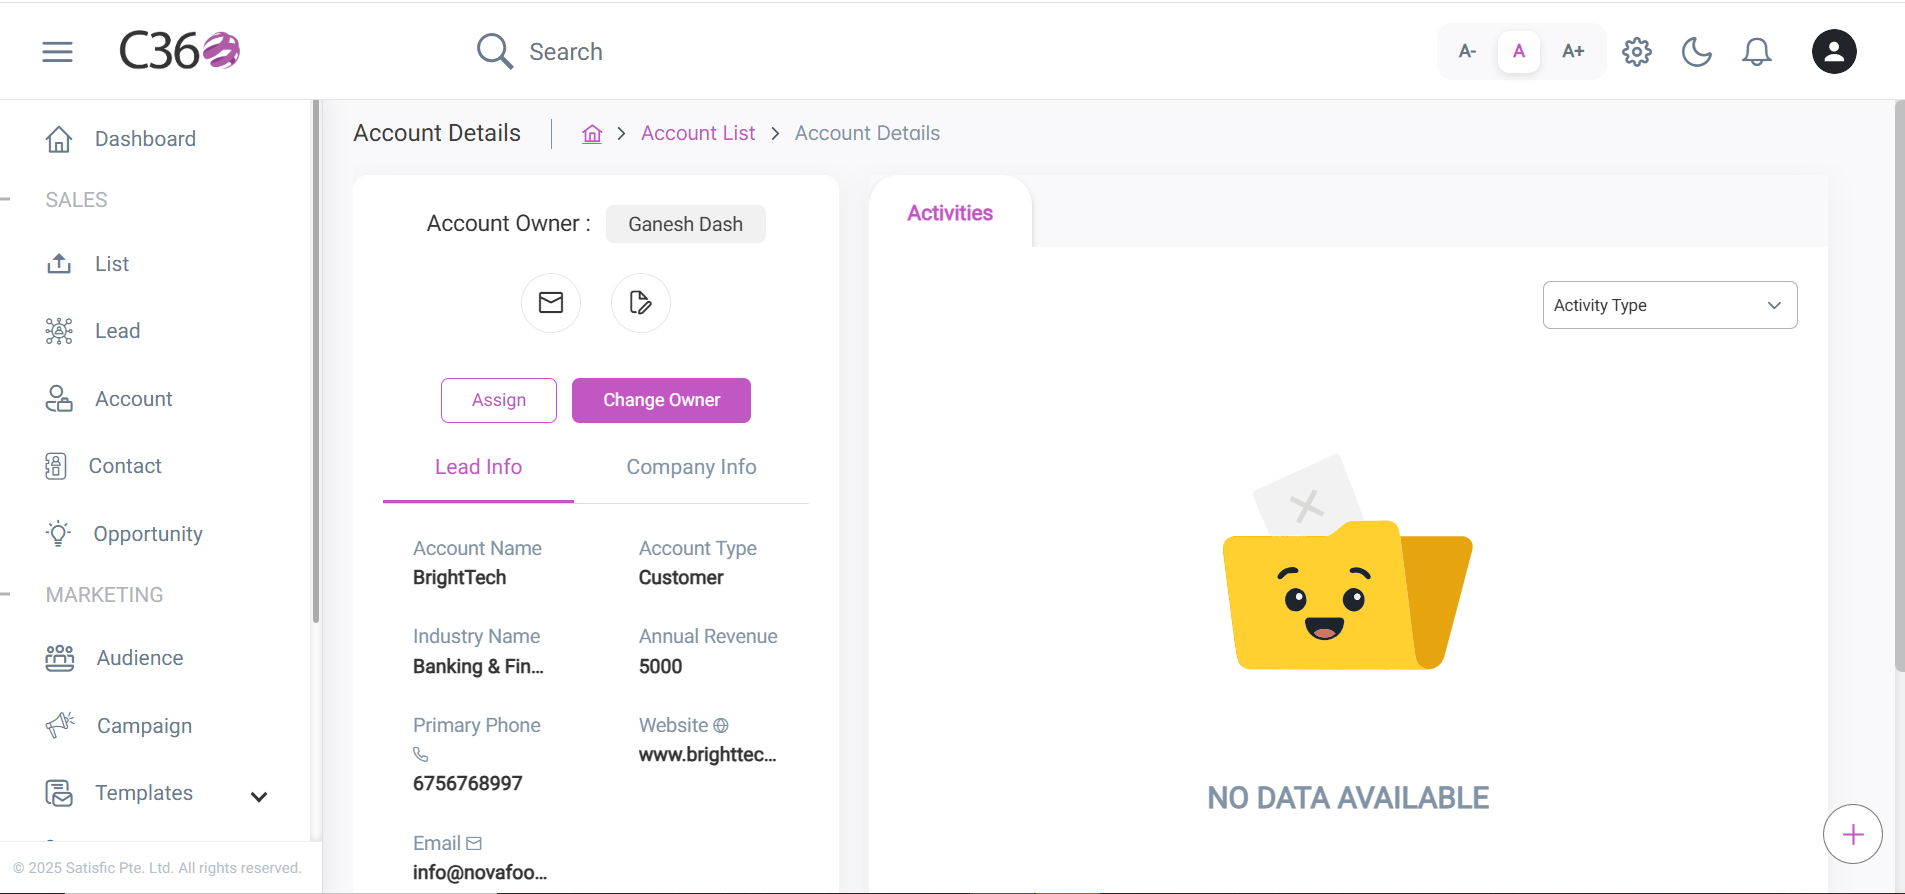 C360
Search
A-
A
A+
Dashboard
SALES
List
Lead
Account
Contact
Opportunity
MARKETING
Audience
Campaign
Templates
© 2025 Satisfic Pte. Ltd. All rights reserved.
Account Details
Account List
Account Details
Account Owner :
Ganesh Dash
Assign
Change Owner
Lead Info
Company Info
Account Name
BrightTech
Account Type
Customer
Industry Name
Banking & Fin...
Annual Revenue
5000
Primary Phone
6756768997
Website
www.brighttec...
Email
info@novafoo...
Activities
Activity Type
NO DATA AVAILABLE